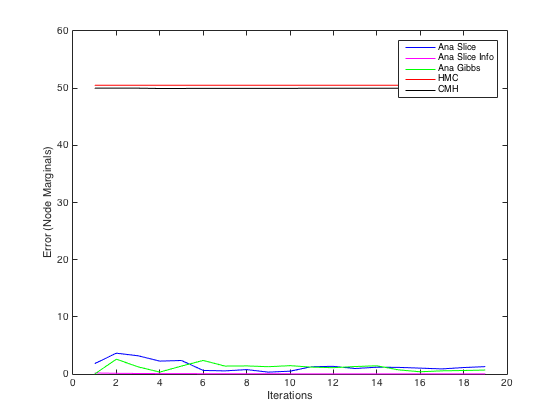 60
50
40
30
20
10
0
Error (Node Marginals)
Ana Slice
Ana Slice Info
Ana Gibbs
HMC
CMH
0 2 4 6 8 10 12 14 16 18 20
Iterations